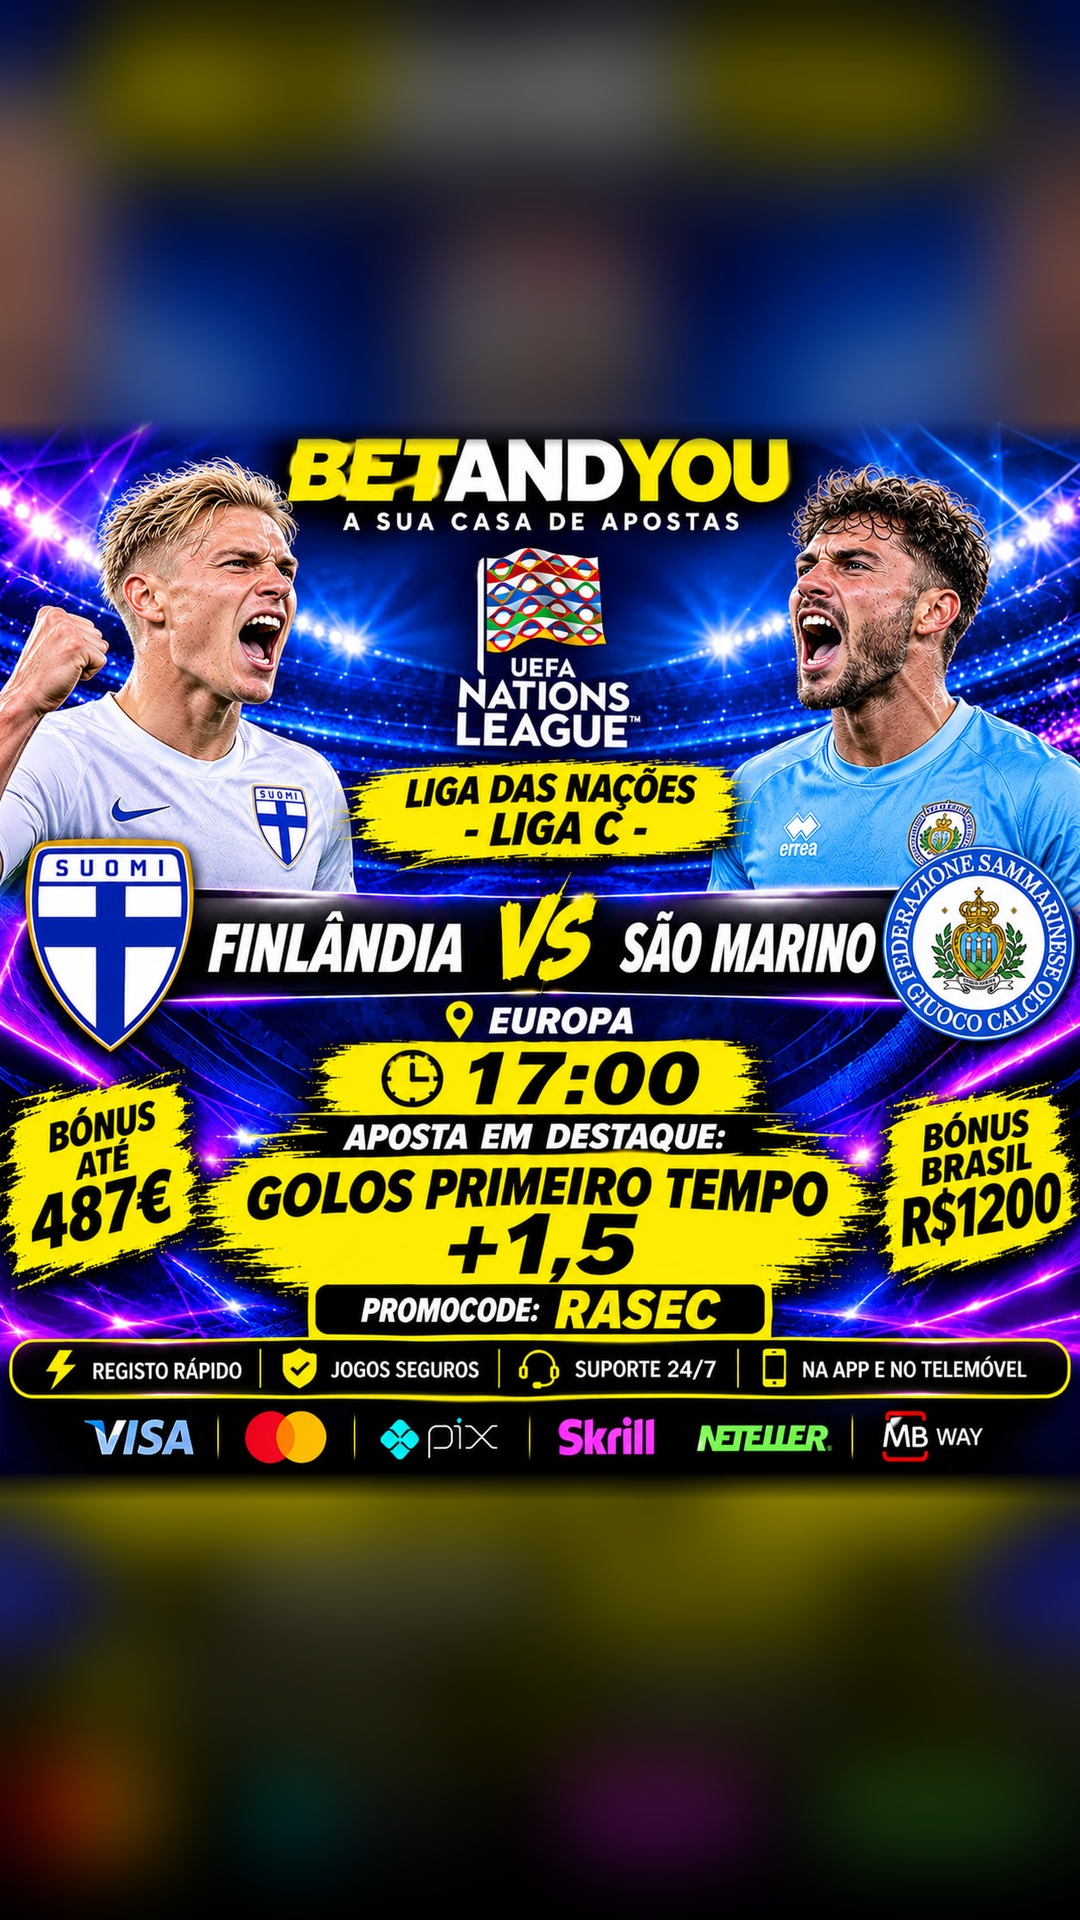 BETANDYOU
A SUA CASA DE APOSTAS
UEFA
NATIONS
LEAGUE™
LIGA DAS NAÇÕES
- LIGA C -
SUOMI
errea
SUOMI
FINLÂNDIA VS SÃO MARINO
FEDERAZIONE SAMMARINESE GIUOCO CALCIO
EUROPA
17:00
APOSTA EM DESTAQUE:
GOLOS PRIMEIRO TEMPO
+1,5
BÓNUS
ATÉ
487€
BÓNUS
BRASIL
R$1200
PROMOCODE: RASEC
REGISTO RÁPIDO
JOGOS SEGUROS
SUPORTE 24/7
NA APP E NO TELEMÓVEL
VISA
pix
Skrill
NETELLER
MB WAY